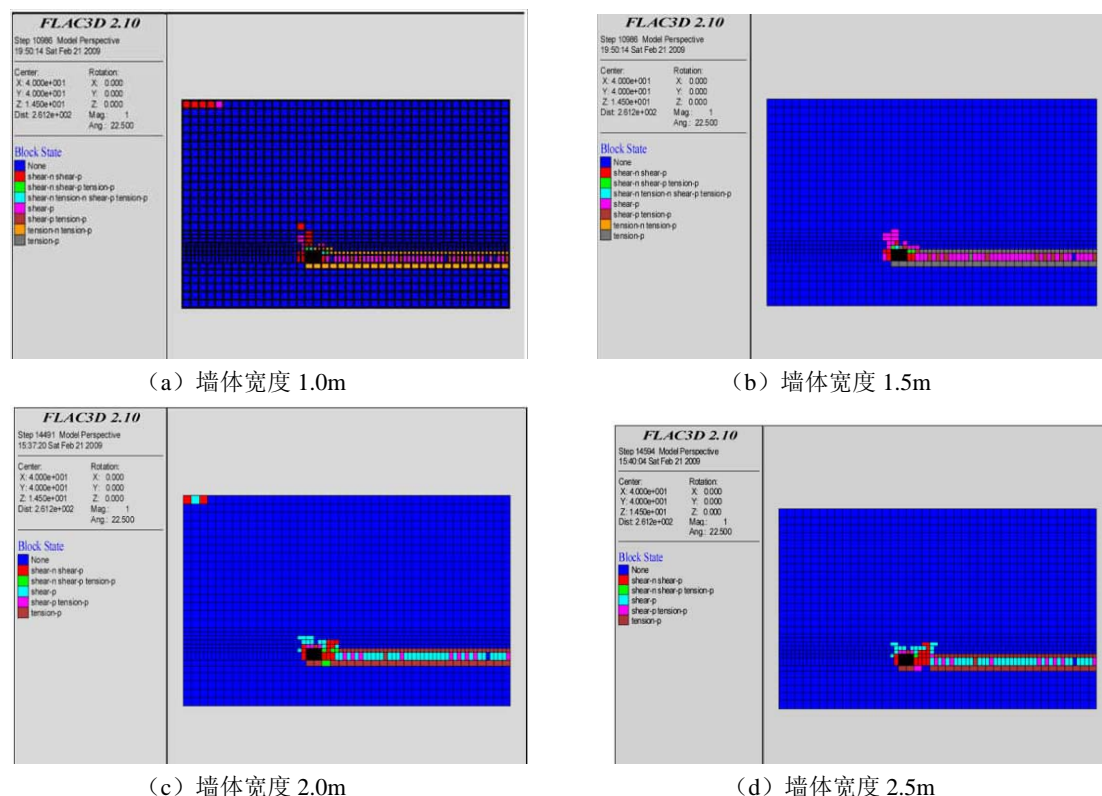 FLAC3D 2.10
Step 10986 Model Perspective
19:50:14 Sat Feb 21 2009
Center: Rotation:
X: 4.000e+001 X: 0.000
Y: 4.000e+001 Y: 0.000
Z: 1.450e+001 Z: 0.000
Dist: 2.612e+002 Mag.: 1
Ang.: 22.500
Block State
None
shear-n shear-p
shear-n shear-p tension-p
shear-n tension-n shear-p tension-p
shear-p
shear-p tension-p
tension-n tension-p
tension-p
（a）墙体宽度 1.0m
FLAC3D 2.10
Step 10986 Model Perspective
19:50:14 Sat Feb 21 2009
Center: Rotation:
X: 4.000e+001 X: 0.000
Y: 4.000e+001 Y: 0.000
Z: 1.450e+001 Z: 0.000
Dist: 2.612e+002 Mag.: 1
Ang.: 22.500
Block State
None
shear-n shear-p
shear-n shear-p tension-p
shear-n tension-n shear-p tension-p
shear-p
shear-p tension-p
tension-n tension-p
tension-p
（b）墙体宽度 1.5m
FLAC3D 2.10
Step 14491 Model Perspective
15:37:20 Sat Feb 21 2009
Center: Rotation:
X: 4.000e+001 X: 0.000
Y: 4.000e+001 Y: 0.000
Z: 1.450e+001 Z: 0.000
Dist: 2.612e+002 Mag.: 1
Ang.: 22.500
Block State
None
shear-n shear-p
shear-n shear-p tension-p
shear-p
shear-p tension-p
tension-p
（c）墙体宽度 2.0m
FLAC3D 2.10
Step 14594 Model Perspective
15:40:04 Sat Feb 21 2009
Center: Rotation:
X: 4.000e+001 X: 0.000
Y: 4.000e+001 Y: 0.000
Z: 1.450e+001 Z: 0.000
Dist: 2.612e+002 Mag.: 1
Ang.: 22.500
Block State
None
shear-n shear-p
shear-n shear-p tension-p
shear-p
shear-p tension-p
tension-p
（d）墙体宽度 2.5m